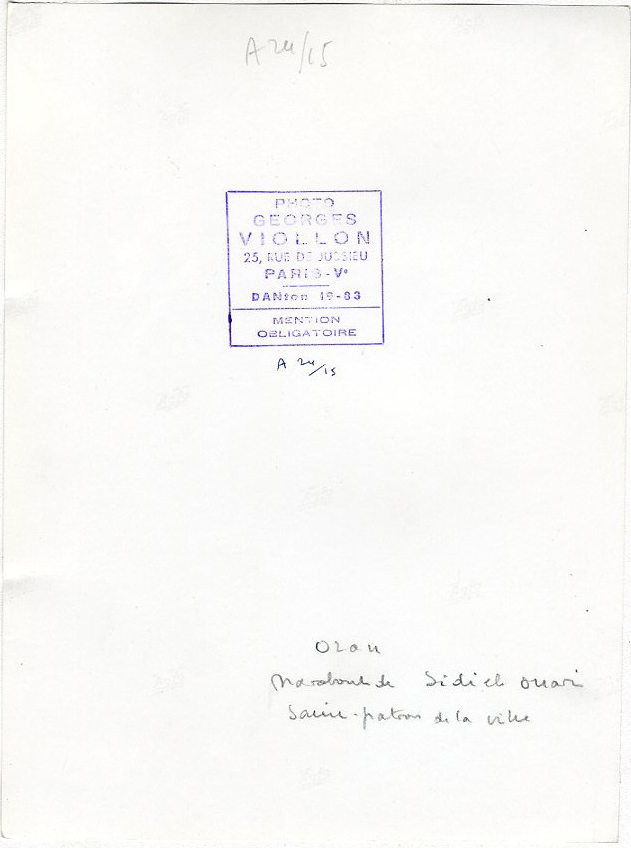 A 24/15
PHOTO
GEORGES
VIOLLON
25, RUE DE JUSSIEU
PARIS-Ve
DANton 19-83
MENTION
OBLIGATOIRE
A 24/15
Oran
Marabout de Sidi el Ouari
Saint-patron de la ville